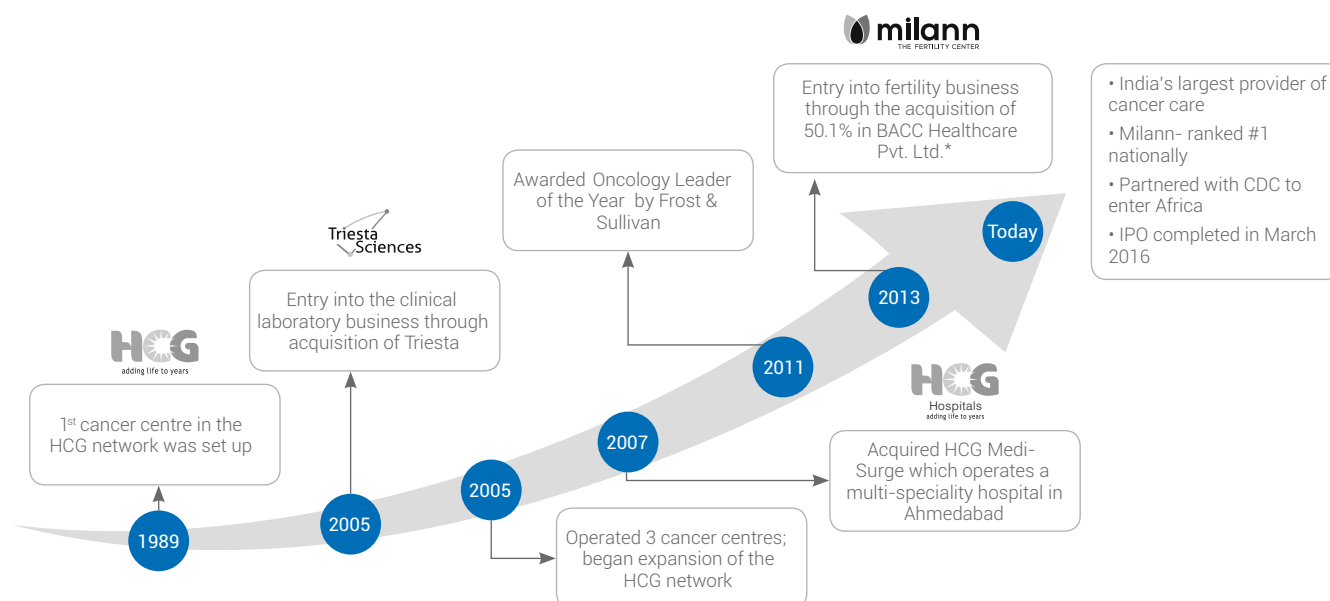 milann
THE FERTILITY CENTER
Entry into fertility business
through the acquisition of
50.1% in BACC Healthcare
Pvt. Ltd.*
• India's largest provider of
cancer care
• Milann- ranked #1
nationally
• Partnered with CDC to
enter Africa
• IPO completed in March
2016
Awarded Oncology Leader
of the Year by Frost &
Sullivan
Triesta
Sciences
Entry into the clinical
laboratory business through
acquisition of Triesta
HCG
adding life to years
1st cancer centre in the
HCG network was set up
Today
2013
2011
2007
2005
2005
1989
HCG
Hospitals
adding life to years
Acquired HCG Medi-
Surge which operates a
multi-speciality hospital in
Ahmedabad
Operated 3 cancer centres;
began expansion of the
HCG network